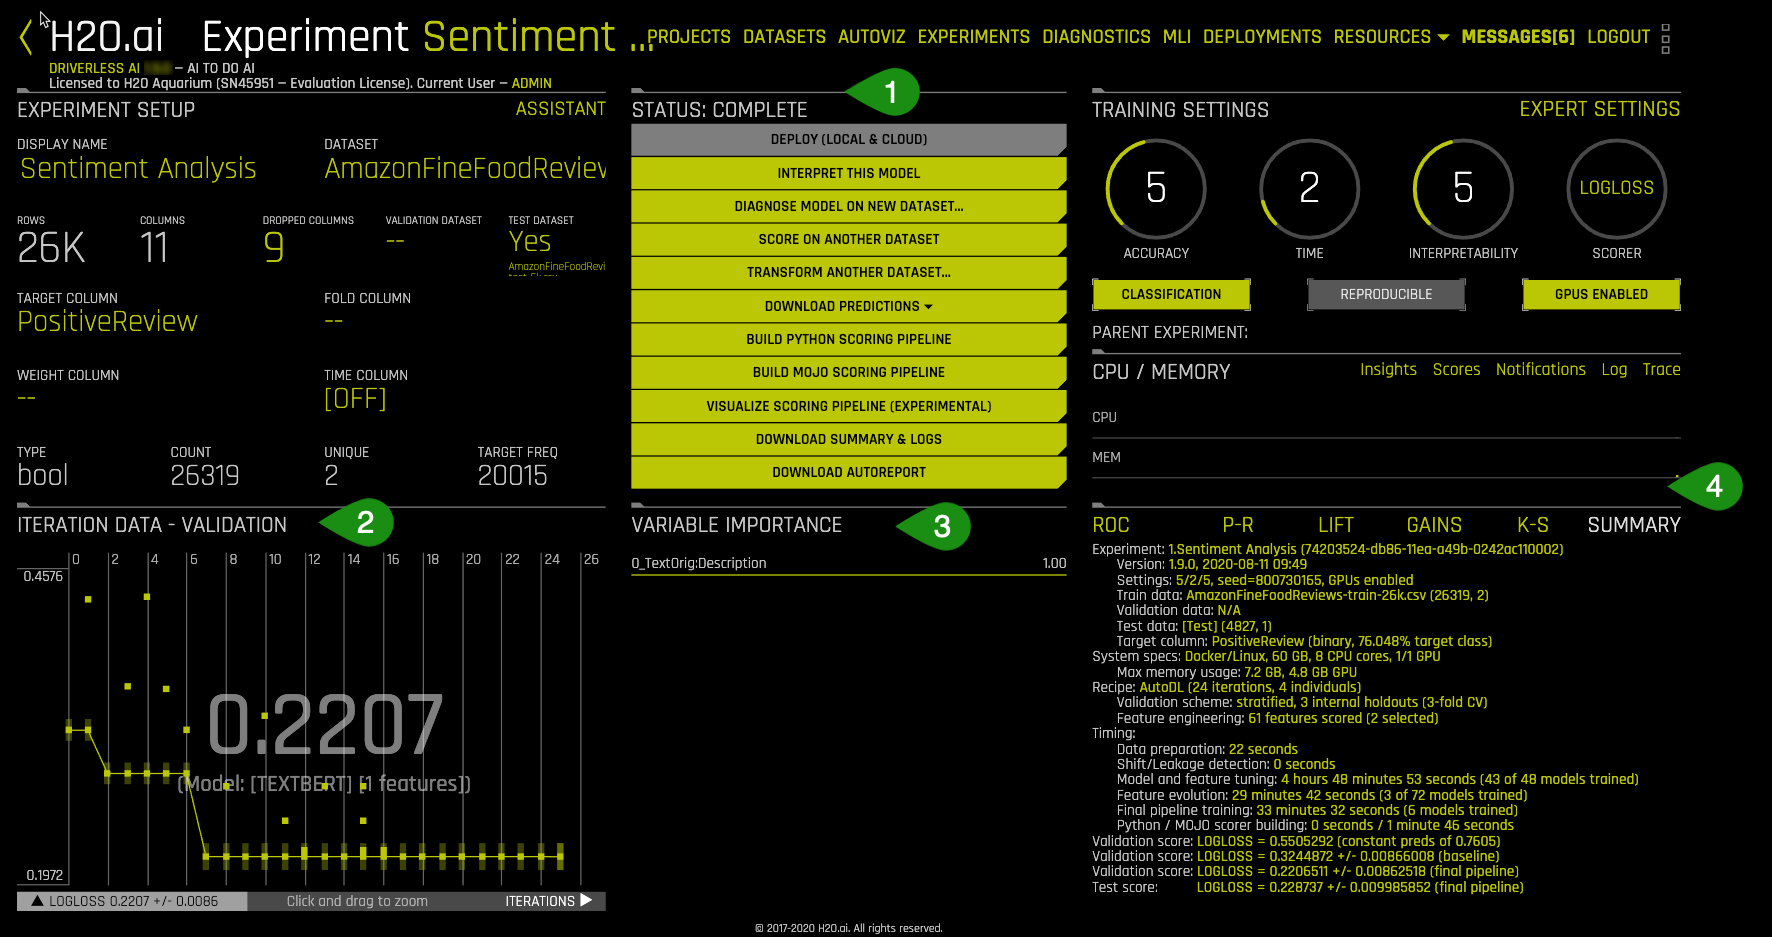 H2O.ai Experiment Sentiment ...
PROJECTS DATASETS AUTOVIZ EXPERIMENTS DIAGNOSTICS MLI DEPLOYMENTS RESOURCES MESSAGES[6] LOGOUT
DRIVERLESS AI — AI TO DO AI
Licensed to H2O Aquarium (SN45951 — Evaluation License). Current User — ADMIN
EXPERIMENT SETUP ASSISTANT
DISPLAY NAME DATASET
Sentiment Analysis AmazonFineFoodReviev
ROWS COLUMNS DROPPED COLUMNS VALIDATION DATASET TEST DATASET
26K 11 9 -- Yes
AmazonFineFoodRevi
TARGET COLUMN FOLD COLUMN
PositiveReview --
WEIGHT COLUMN TIME COLUMN
-- [OFF]
TYPE COUNT UNIQUE TARGET FREQ
bool 26319 2 20015
1
STATUS: COMPLETE
DEPLOY (LOCAL & CLOUD)
INTERPRET THIS MODEL
DIAGNOSE MODEL ON NEW DATASET...
SCORE ON ANOTHER DATASET
TRANSFORM ANOTHER DATASET...
DOWNLOAD PREDICTIONS
BUILD PYTHON SCORING PIPELINE
BUILD MOJO SCORING PIPELINE
VISUALIZE SCORING PIPELINE (EXPERIMENTAL)
DOWNLOAD SUMMARY & LOGS
DOWNLOAD AUTOREPORT
TRAINING SETTINGS EXPERT SETTINGS
5 2 5 LOGLOSS
ACCURACY TIME INTERPRETABILITY SCORER
CLASSIFICATION REPRODUCIBLE GPUS ENABLED
PARENT EXPERIMENT:
CPU / MEMORY Insights Scores Notifications Log Trace
CPU
MEM
ITERATION DATA - VALIDATION 2
0 2 4 6 8 10 12 14 16 18 20 22 24 26
0.4576
0.2207
(Model: [TEXTBERT] [1 features])
0.1972
LOGLOSS 0.2207 +/- 0.0086 Click and drag to zoom ITERATIONS
VARIABLE IMPORTANCE 3
0_TextOrig:Description 1.00
4
ROC P-R LIFT GAINS K-S SUMMARY
Experiment: 1.Sentiment Analysis (74203524-db86-11ea-a49b-0242ac110002)
Version: 1.9.0, 2020-08-11 09:49
Settings: 5/2/5, seed=800730165, GPUs enabled
Train data: AmazonFineFoodReviews-train-26k.csv (26319, 2)
Validation data: N/A
Test data: [Test] (4827, 1)
Target column: PositiveReview (binary, 76.048% target class)
System specs: Docker/Linux, 60 GB, 8 CPU cores, 1/1 GPU
Max memory usage: 7.2 GB, 4.8 GB GPU
Recipe: AutoDL (24 iterations, 4 individuals)
Validation scheme: stratified, 3 internal holdouts (3-fold CV)
Feature engineering: 61 features scored (2 selected)
Timing:
Data preparation: 22 seconds
Shift/Leakage detection: 0 seconds
Model and feature tuning: 4 hours 48 minutes 53 seconds (43 of 48 models trained)
Feature evolution: 29 minutes 42 seconds (3 of 72 models trained)
Final pipeline training: 33 minutes 32 seconds (6 models trained)
Python / MOJO scorer building: 0 seconds / 1 minute 46 seconds
Validation score: LOGLOSS = 0.5505292 (constant preds of 0.7605)
Validation score: LOGLOSS = 0.3244872 +/- 0.00866008 (baseline)
Validation score: LOGLOSS = 0.2206511 +/- 0.00862518 (final pipeline)
Test score: LOGLOSS = 0.228737 +/- 0.009985852 (final pipeline)
© 2017-2020 H2O.ai. All rights reserved.